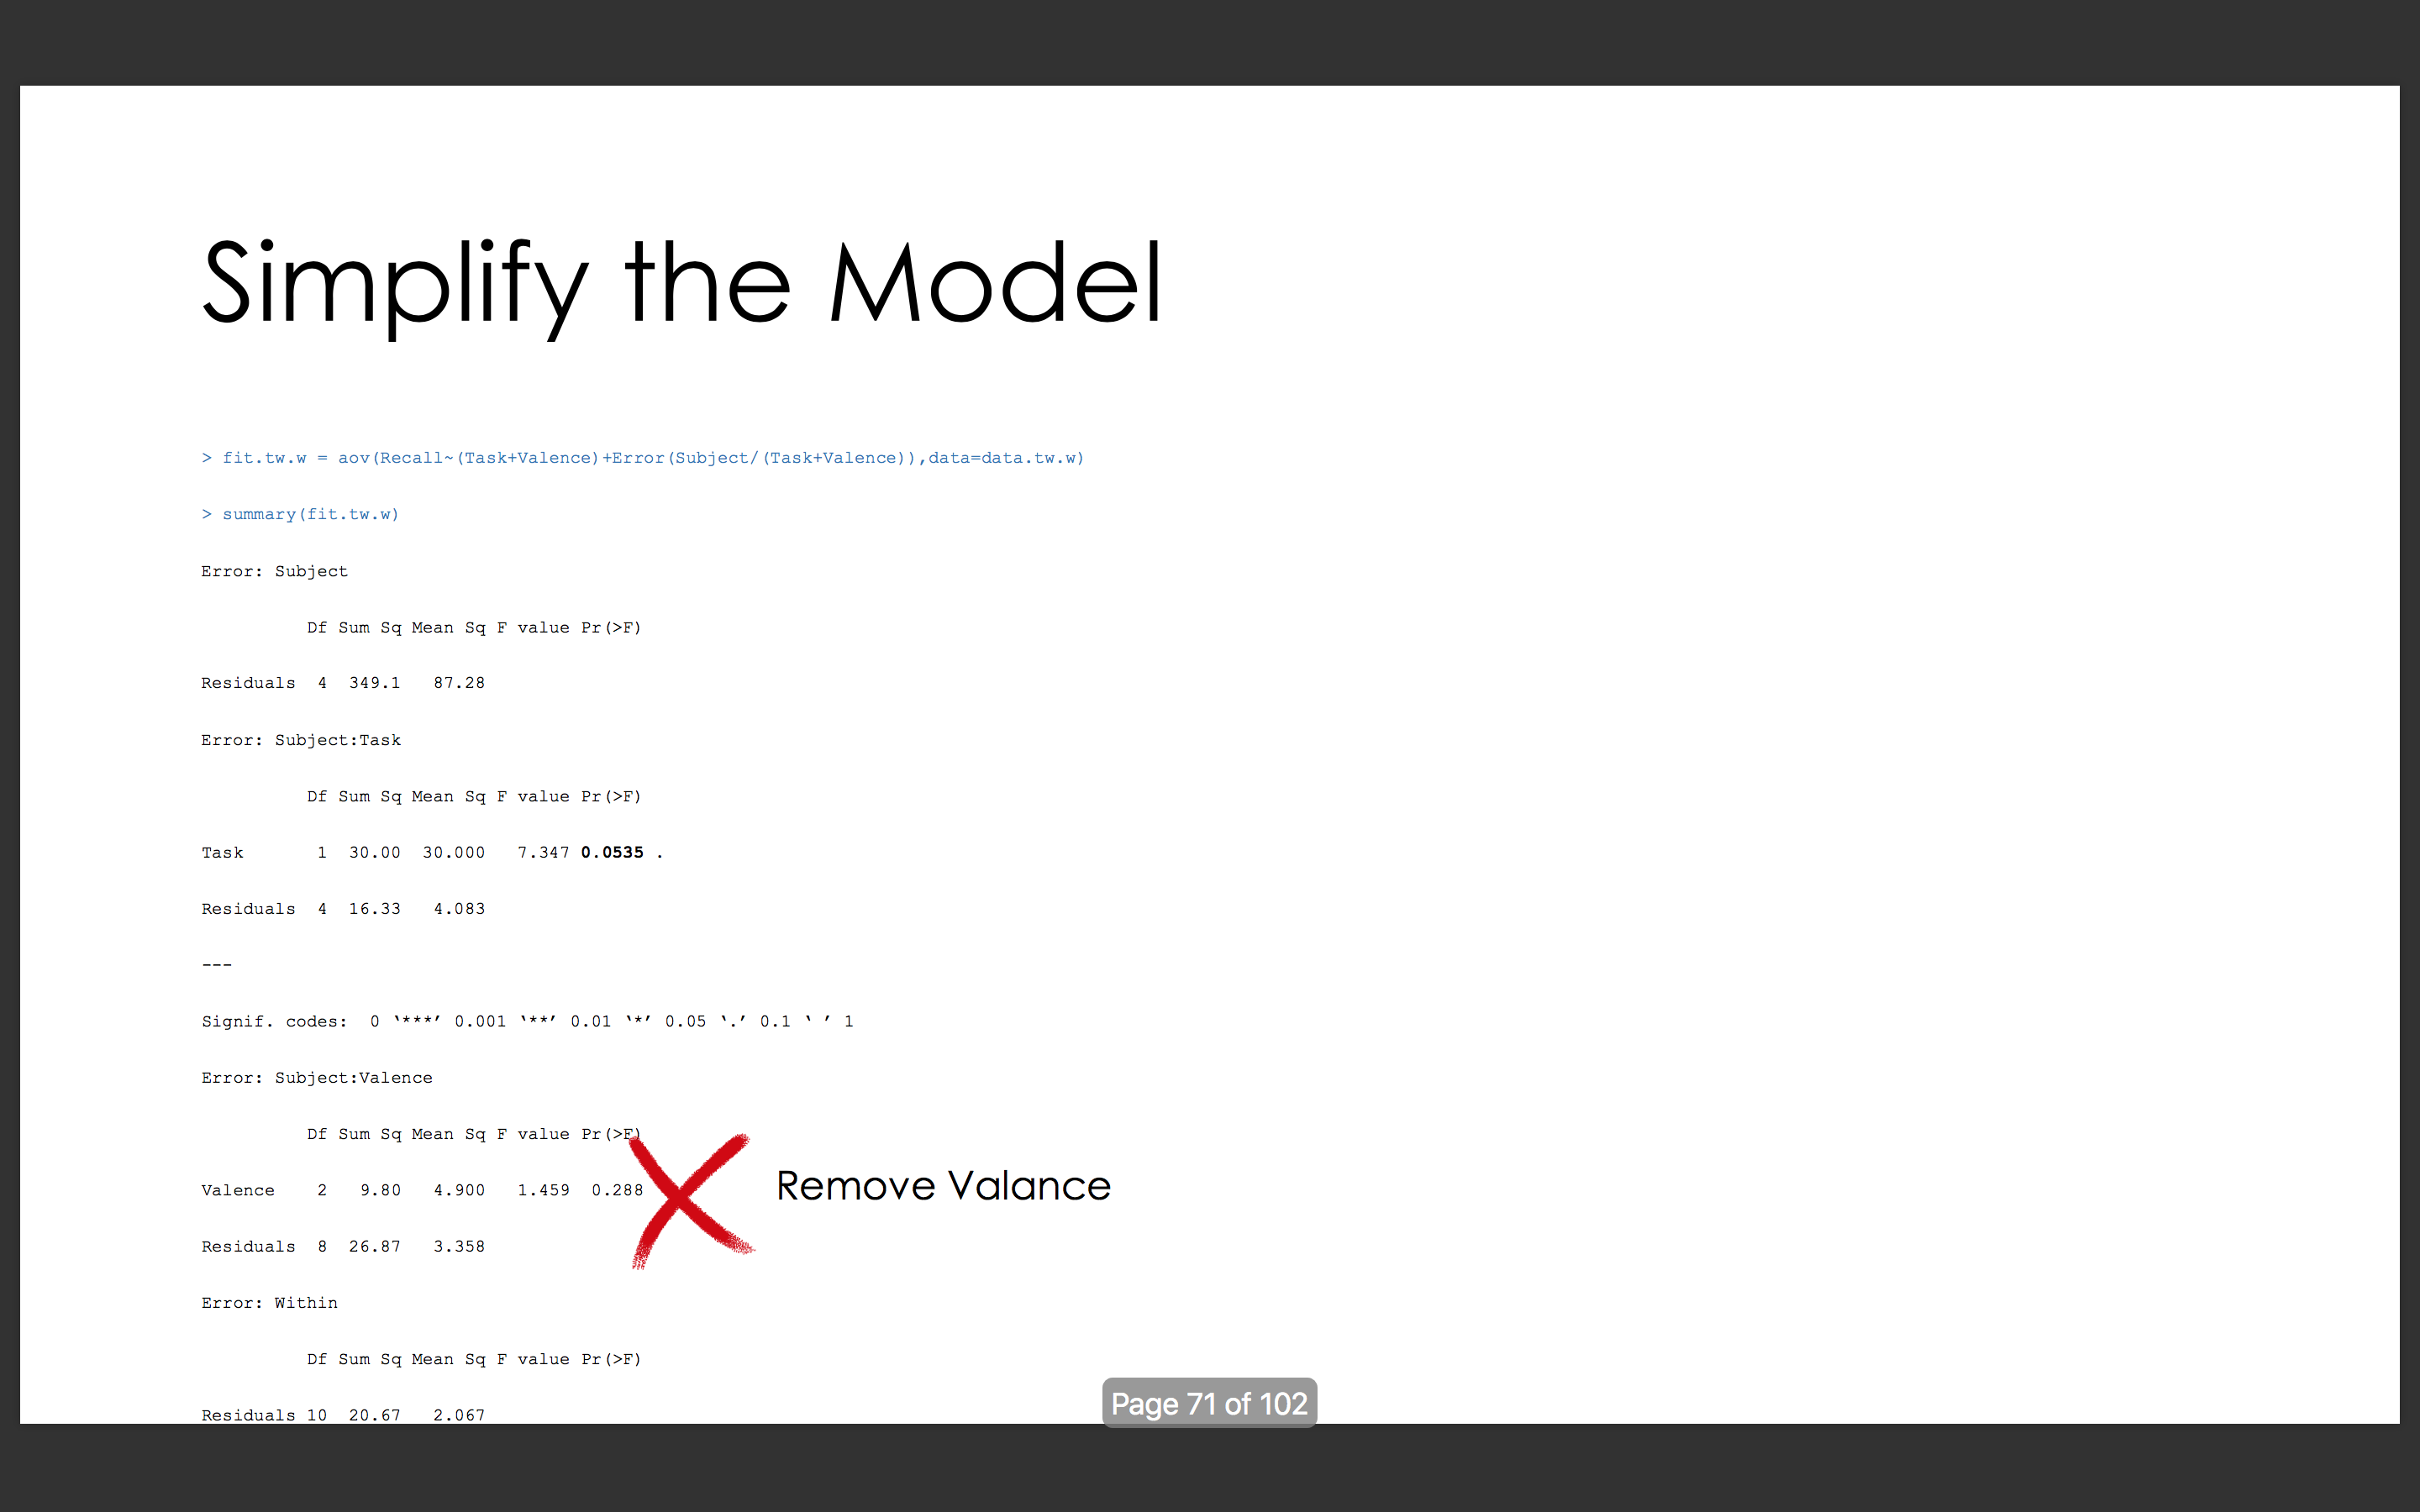 Simplify the Model
> fit.tw.w = aov(Recall~(Task+Valence)+Error(Subject/(Task+Valence)),data=data.tw.w)
> summary(fit.tw.w)
Error: Subject
Df Sum Sq Mean Sq F value Pr(>F)
Residuals 4 349.1 87.28
Error: Subject:Task
Df Sum Sq Mean Sq F value Pr(>F)
Task 1 30.00 30.000 7.347 0.0535 .
Residuals 4 16.33 4.083
---
Signif. codes: 0 ‘***’ 0.001 ‘**’ 0.01 ‘*’ 0.05 ‘.’ 0.1 ‘ ’ 1
Error: Subject:Valence
Df Sum Sq Mean Sq F value Pr(>F)
Valence 2 9.80 4.900 1.459 0.288
Remove Valance
Residuals 8 26.87 3.358
Error: Within
Df Sum Sq Mean Sq F value Pr(>F)
Residuals 10 20.67 2.067
Page 71 of 102